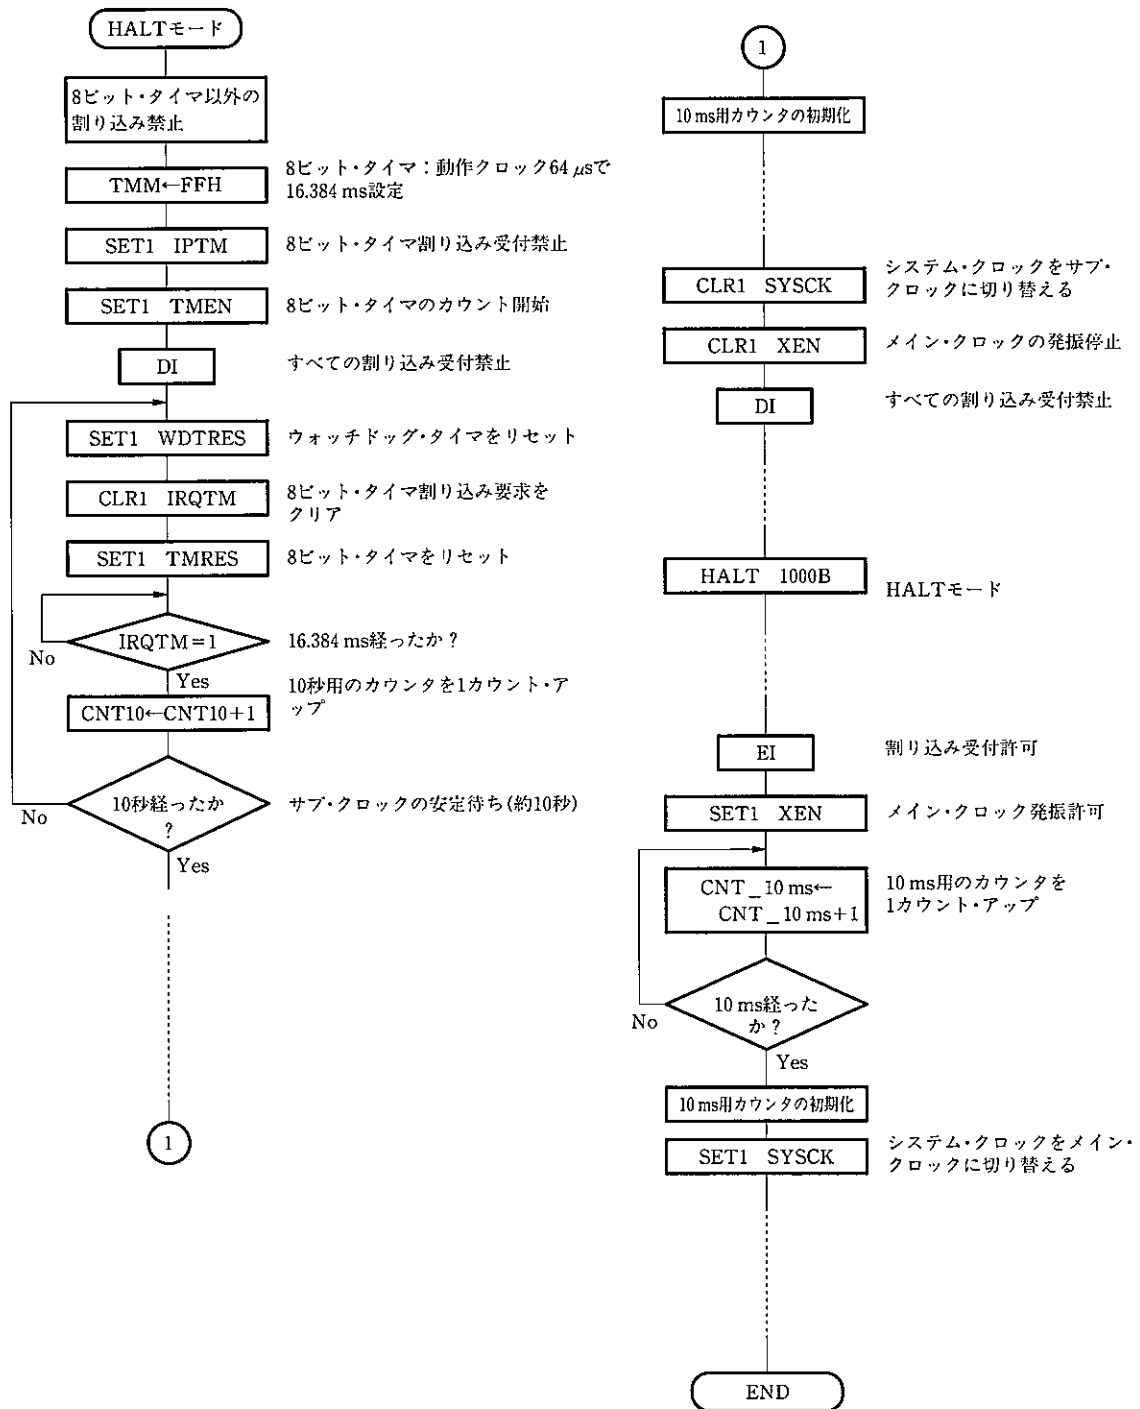 HALTモード
8ビット・タイマ以外の
割り込み禁止
TMM←FFH
8ビット・タイマ：動作クロック64 μsで
16.384 ms設定
SET1 IPTM
8ビット・タイマ割り込み受付禁止
SET1 TMEN
8ビット・タイマのカウント開始
DI
すべての割り込み受付禁止
SET1 WDTRES
ウォッチドッグ・タイマをリセット
CLR1 IRQTM
8ビット・タイマ割り込み要求を
クリア
SET1 TMRES
8ビット・タイマをリセット
IRQTM=1
16.384 ms経ったか？
No
Yes
CNT10←CNT10+1
10秒用のカウンタを1カウント・ア
ップ
10秒経ったか
？
サブ・クロックの安定待ち(約10秒)
No
Yes
1
1
10 ms用カウンタの初期化
CLR1 SYSCK
システム・クロックをサブ・
クロックに切り替える
CLR1 XEN
メイン・クロックの発振停止
DI
すべての割り込み受付禁止
HALT 1000B
HALTモード
EI
割り込み受付許可
SET1 XEN
メイン・クロック発振許可
CNT_10 ms←
CNT_10 ms+1
10 ms用のカウンタを
1カウント・アップ
10 ms経った
か？
No
Yes
10 ms用カウンタの初期化
SET1 SYSCK
システム・クロックをメイン・
クロックに切り替える
END